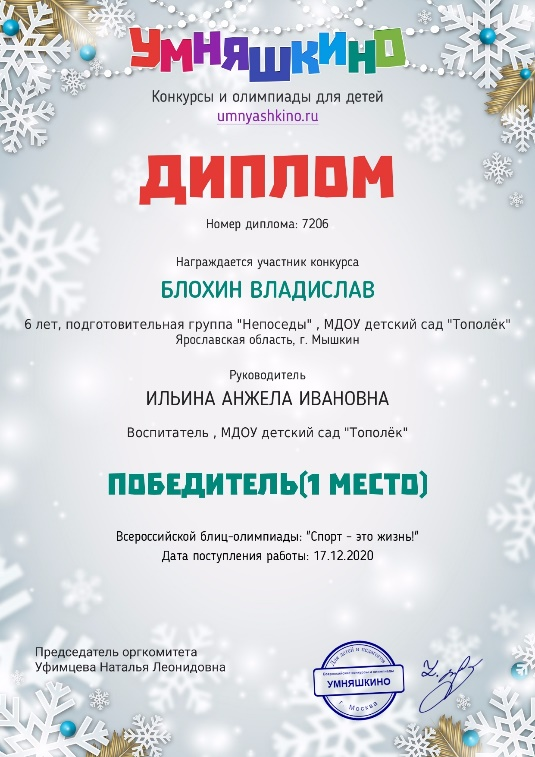 УМНЯШКИНО
Конкурсы и олимпиады для детей
umnyashkino.ru
ДИПЛОМ
Номер диплома: 7206
Награждается участник конкурса
БЛОХИН ВЛАДИСЛАВ
6 лет, подготовительная группа "Непоседы" , МДОУ детский сад "Тополёк"
Ярославская область, г. Мышкин
Руководитель
ИЛЬИНА АНЖЕЛА ИВАНОВНА
Воспитатель , МДОУ детский сад "Тополёк"
ПОБЕДИТЕЛЬ(1 МЕСТО)
Всероссийской блиц-олимпиады: "Спорт - это жизнь!"
Дата поступления работы: 17.12.2020
Председатель оргкомитета
Уфимцева Наталья Леонидовна
Для детей и педагогов
УМНЯШКИНО
г. Москва